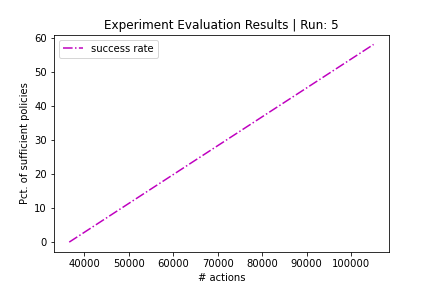 Experiment Evaluation Results | Run: 5
success rate
Pct. of sufficient policies
60
50
40
30
20
10
0
40000 50000 60000 70000 80000 90000 100000
# actions